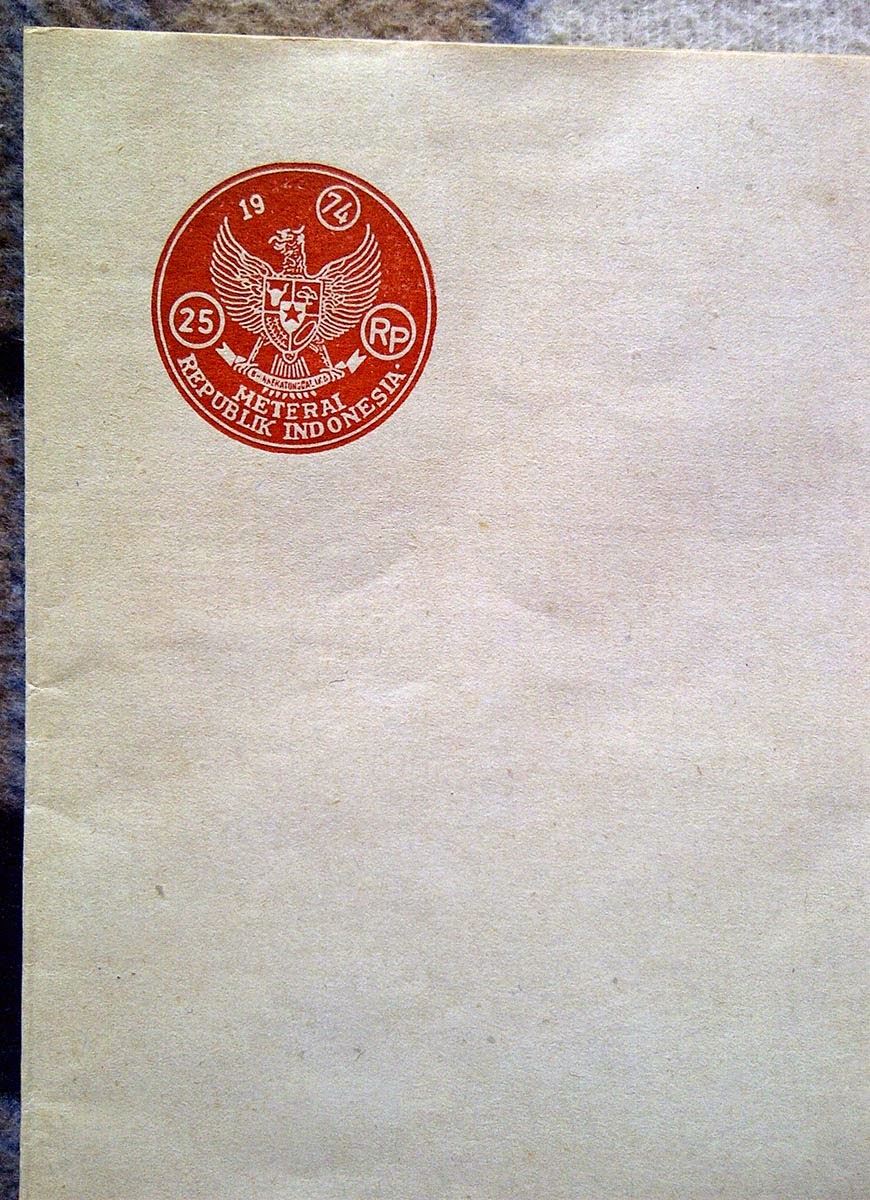 19 74
25 RP
METERAI
REPUBLIK INDONESIA